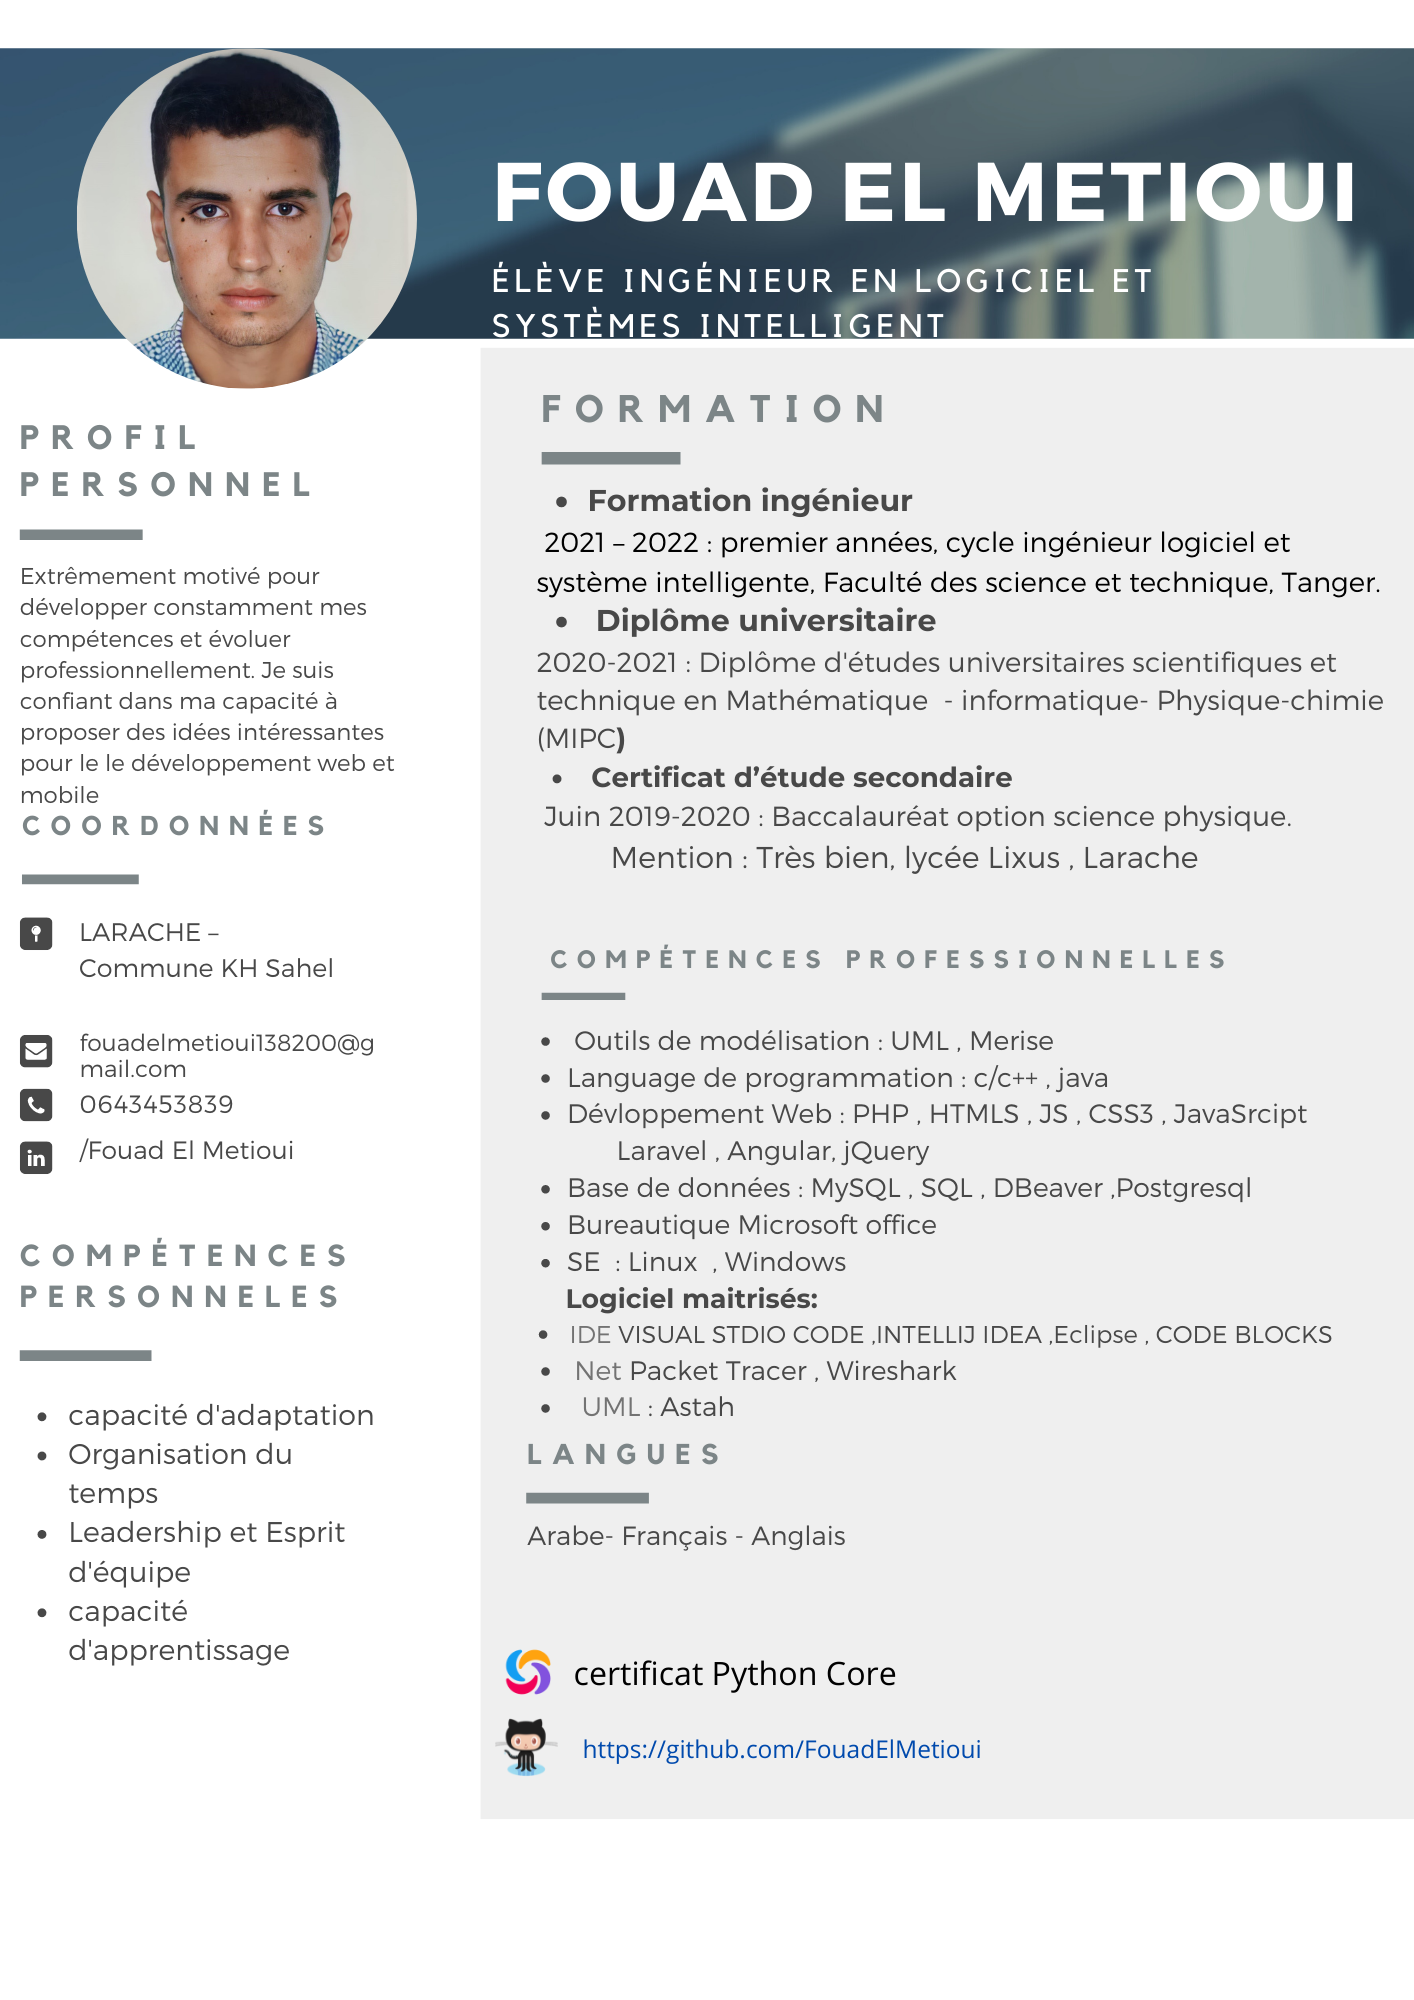 FOUAD EL METIOUI
ÉLÈVE INGÉNIEUR EN LOGICIEL ET
SYSTÈMES INTELLIGENT
PROFIL
PERSONNEL
Extrêmement motivé pour
développer constamment mes
compétences et évoluer
professionnellement. Je suis
confiant dans ma capacité à
proposer des idées intéressantes
pour le le développement web et
mobile
COORDONNÉES
LARACHE –
Commune KH Sahel
fouadelmetioui138200@g
mail.com
0643453839
/Fouad El Metioui
COMPÉTENCES
PERSONNELES
• capacité d'adaptation
• Organisation du
temps
• Leadership et Esprit
d'équipe
• capacité
d'apprentissage
FORMATION
• Formation ingénieur
2021 – 2022 : premier années, cycle ingénieur logiciel et
système intelligente, Faculté des science et technique, Tanger.
• Diplôme universitaire
2020-2021 : Diplôme d'études universitaires scientifiques et
technique en Mathématique - informatique- Physique-chimie
(MIPC)
• Certificat d’étude secondaire
Juin 2019-2020 : Baccalauréat option science physique.
Mention : Très bien, lycée Lixus , Larache
COMPÉTENCES PROFESSIONNELLES
• Outils de modélisation : UML , Merise
• Language de programmation : c/c++ , java
• Dévloppement Web : PHP , HTMLS , JS , CSS3 , JavaSrcipt
Laravel , Angular, jQuery
• Base de données : MySQL , SQL , DBeaver ,Postgresql
• Bureautique Microsoft office
• SE : Linux , Windows
Logiciel maitrisés:
• IDE VISUAL STDIO CODE ,INTELLIJ IDEA ,Eclipse , CODE BLOCKS
• Net Packet Tracer , Wireshark
• UML : Astah
LANGUES
Arabe- Français - Anglais
certificat Python Core
https://github.com/FouadElMetioui